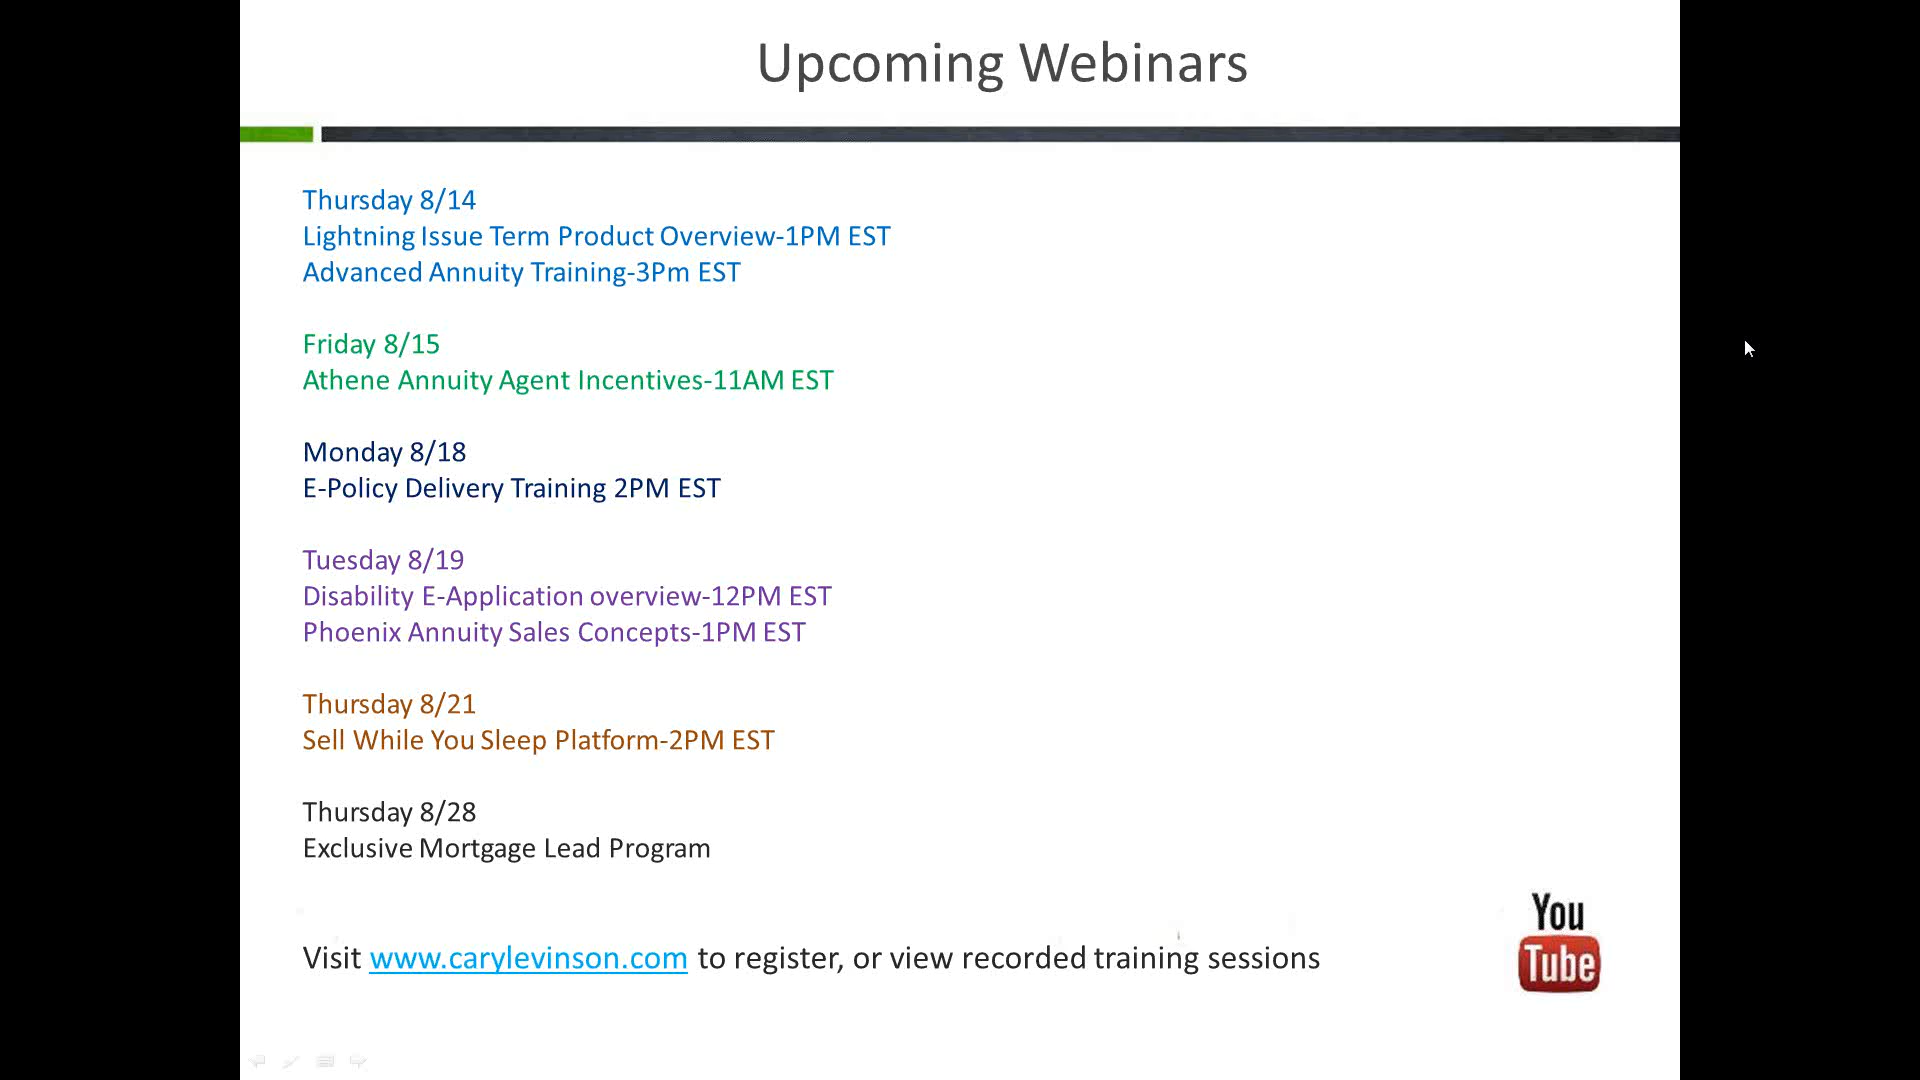 Upcoming Webinars
Thursday 8/14
Lightning Issue Term Product Overview-1PM EST
Advanced Annuity Training-3Pm EST
Friday 8/15
Athene Annuity Agent Incentives-11AM EST
Monday 8/18
E-Policy Delivery Training 2PM EST
Tuesday 8/19
Disability E-Application overview-12PM EST
Phoenix Annuity Sales Concepts-1PM EST
Thursday 8/21
Sell While You Sleep Platform-2PM EST
Thursday 8/28
Exclusive Mortgage Lead Program
Visit www.carylevinson.com to register, or view recorded training sessions
You
Tube